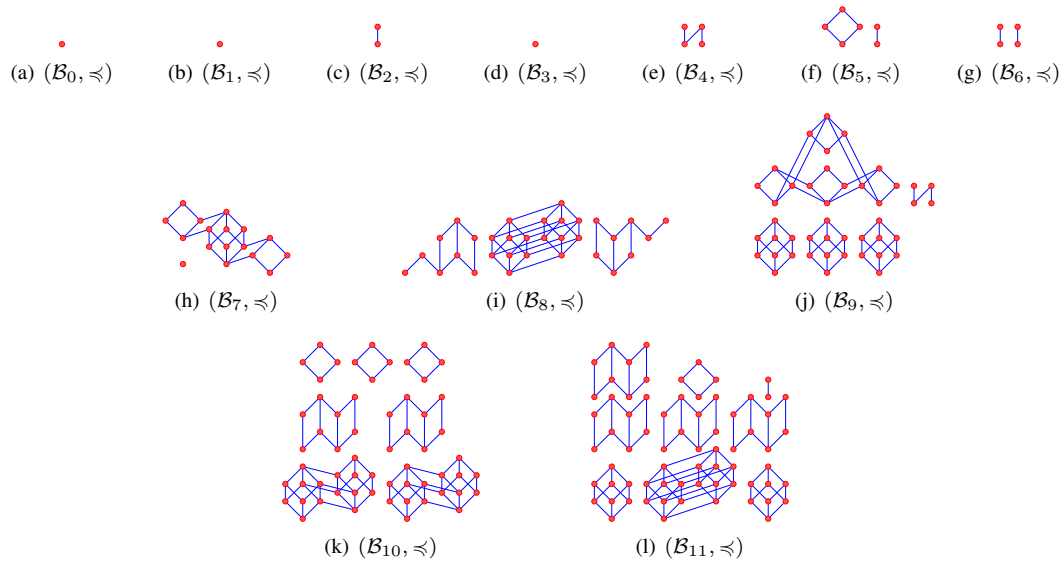 (a) (ℬ₀, ≼) (b) (ℬ₁, ≼) (c) (ℬ₂, ≼) (d) (ℬ₃, ≼) (e) (ℬ₄, ≼) (f) (ℬ₅, ≼) (g) (ℬ₆, ≼)
(h) (ℬ₇, ≼) (i) (ℬ₈, ≼) (j) (ℬ₉, ≼)
(k) (ℬ₁₀, ≼) (l) (ℬ₁₁, ≼)